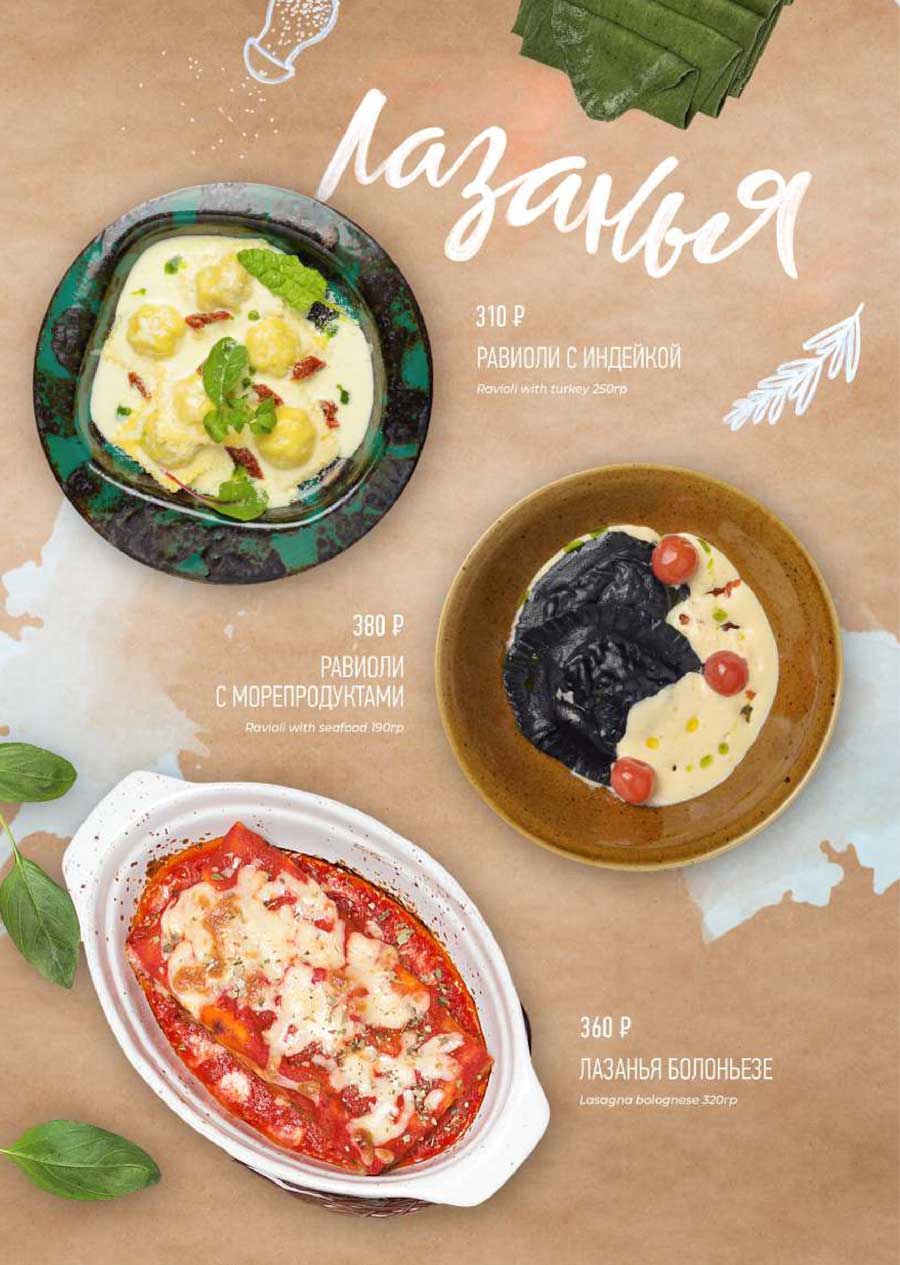 Лазанья
310 ₽
РАВИОЛИ С ИНДЕЙКОЙ
Ravioli with turkey 250гр
380 ₽
РАВИОЛИ
С МОРЕПРОДУКТАМИ
Ravioli with seafood 190гр
360 ₽
ЛАЗАНЬЯ БОЛОНЬЕЗЕ
Lasagna bolognese 320гр